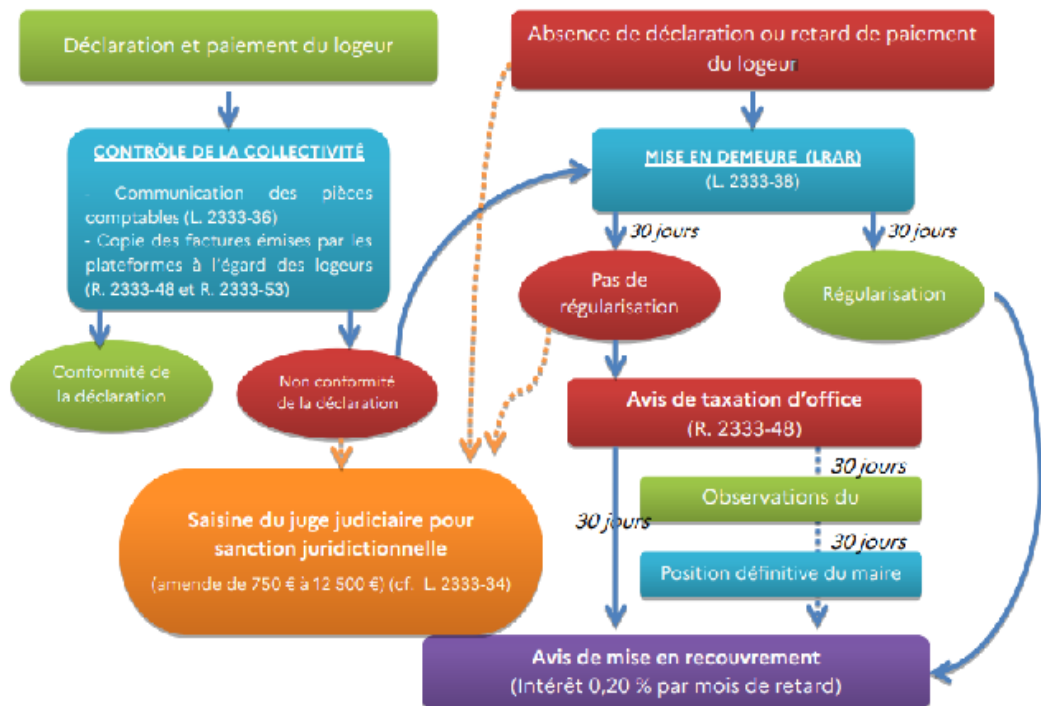 Déclaration et paiement du logeur
Absence de déclaration ou retard de paiement
du logeur
CONTRÔLE DE LA COLLECTIVITÉ
- Communication des pièces
comptables (L. 2333-36)
- Copie des factures émises par les
plateformes à l'égard des logeurs
(R. 2333-48 et R. 2333-53)
MISE EN DEMEURE (LRAR)
(L. 2333-38)
30 jours
30 jours
Pas de
régularisation
Régularisation
Conformité de
la déclaration
Non conformité
de la déclaration
Avis de taxation d'office
(R. 2333-48)
30 jours
Observations du
30 jours
30 jours
Position définitive du maire
Saisine du juge judiciaire pour
sanction juridictionnelle
(amende de 750 € à 12 500 €) (cf. L. 2333-34)
Avis de mise en recouvrement
(Intérêt 0,20 % par mois de retard)